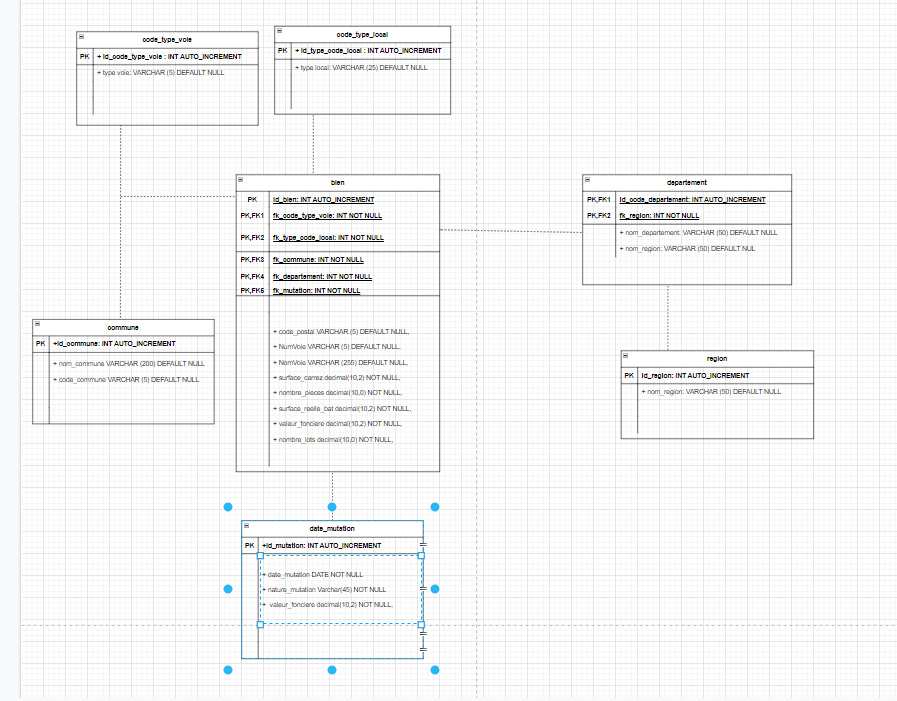 code_type_voie
PK + id_code_type_voie : INT AUTO_INCREMENT
+ type voie: VARCHAR (5) DEFAULT NULL
code_type_local
PK + id_type_code_local : INT AUTO_INCREMENT
+ type local: VARCHAR (25) DEFAULT NULL
bien
PK id_bien: INT AUTO_INCREMENT
PK,FK1 fk_code_type_voie: INT NOT NULL
PK,FK2 fk_type_code_local: INT NOT NULL
PK,FK3 fk_commune: INT NOT NULL
PK,FK4 fk_departement: INT NOT NULL
PK,FK5 fk_mutation: INT NOT NULL
+ code_postal VARCHAR (5) DEFAULT NULL,
+ NumVoie VARCHAR (5) DEFAULT NULL,
+ NomVoie VARCHAR (255) DEFAULT NULL,
+ surface_carrez decimal(10,2) NOT NULL,
+ nombre_pieces decimal(10,0) NOT NULL,
+ surface_reelle_bat decimal(10,2) NOT NULL,
+ valeur_fonciere decimal(10,2) NOT NULL,
+ nombre_lots decimal(10,0) NOT NULL,
departement
PK,FK1 id_code_departement: INT AUTO_INCREMENT
PK,FK2 fk_region: INT NOT NULL
+ nom_departement: VARCHAR (50) DEFAULT NULL
+ nom_region: VARCHAR (50) DEFAULT NUL
commune
PK +id_commune: INT AUTO_INCREMENT
+ nom_commune VARCHAR (200) DEFAULT NULL
+ code_commune VARCHAR (5) DEFAULT NULL
region
PK id_region: INT AUTO_INCREMENT
+ nom_region: VARCHAR (50) DEFAULT NULL
date_mutation
PK +id_mutation: INT AUTO_INCREMENT
+ date_mutation DATE NOT NULL
+ nature_mutation Varchar(45) NOT NULL
+ valeur_fonciere decimal(10,2) NOT NULL,